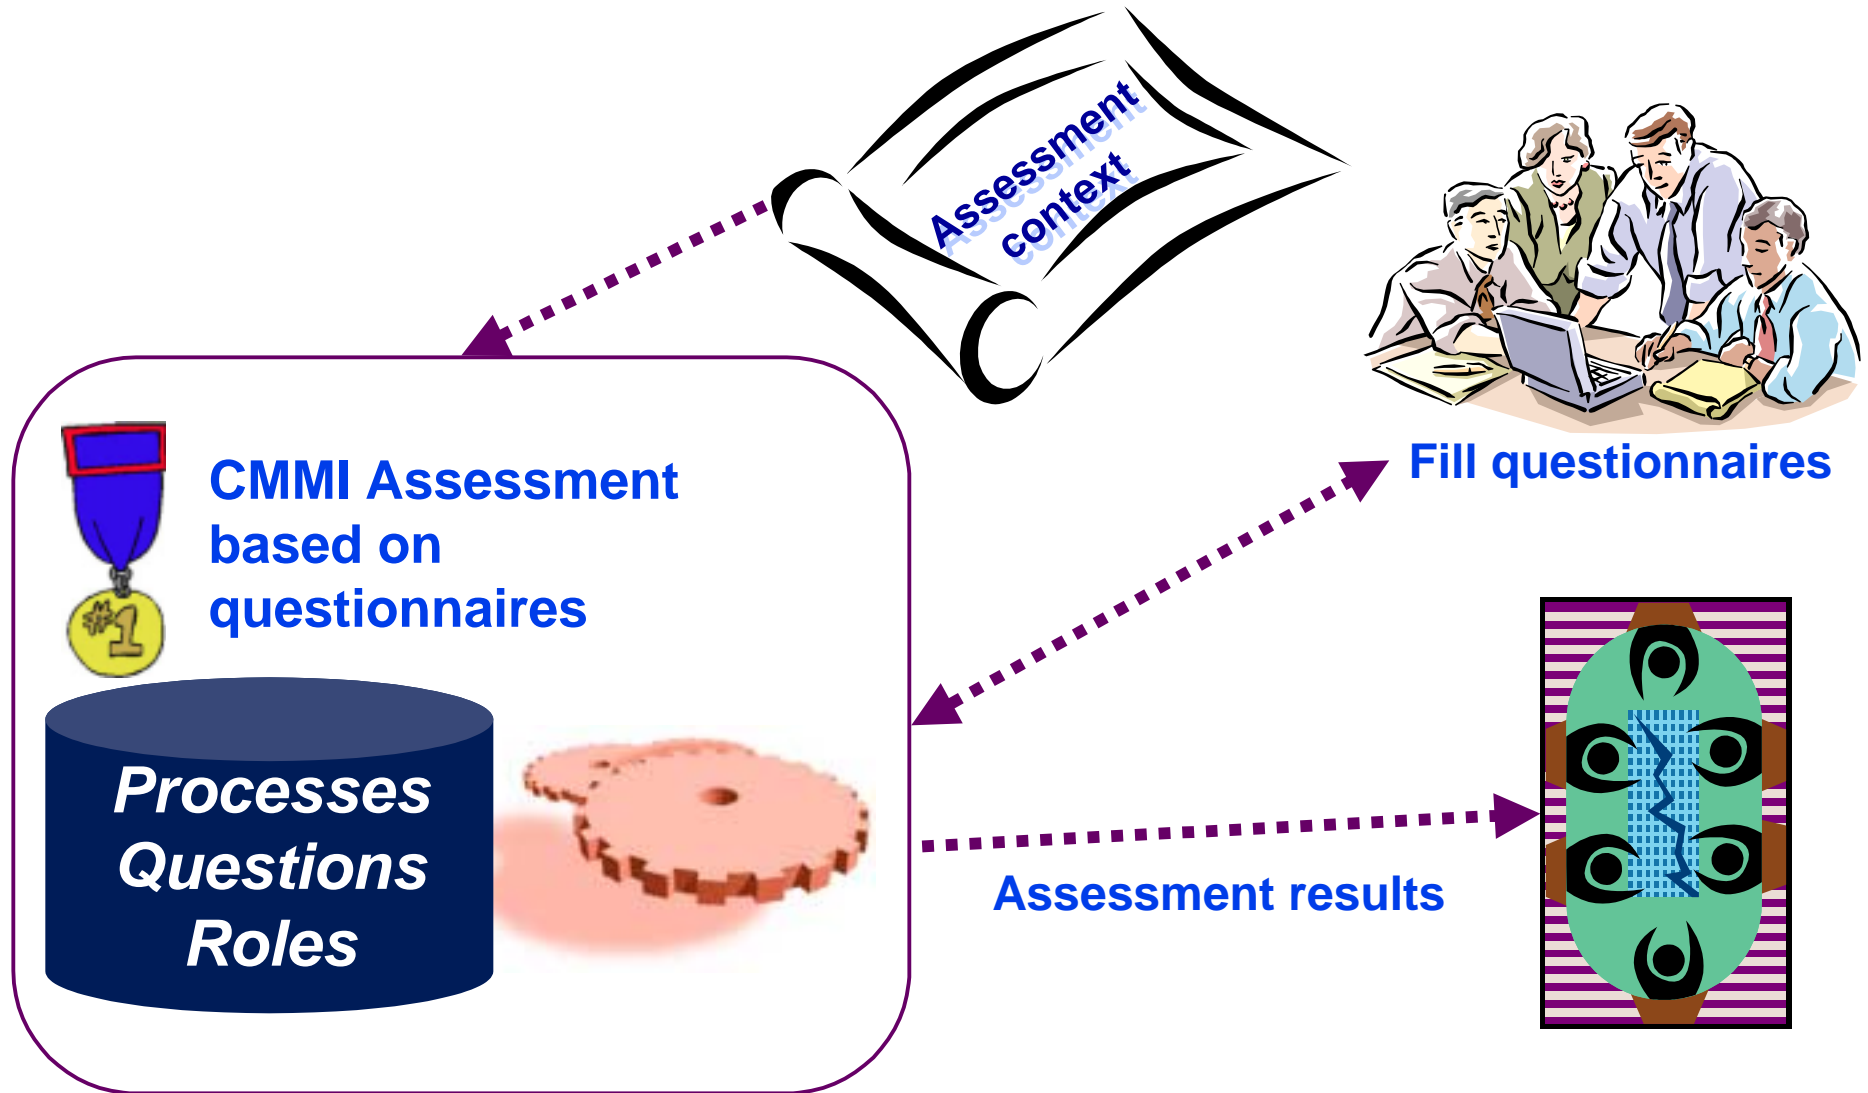 Assessment
context
Fill questionnaires
CMMI Assessment
based on
questionnaires
#1
Processes
Questions
Roles
Assessment results